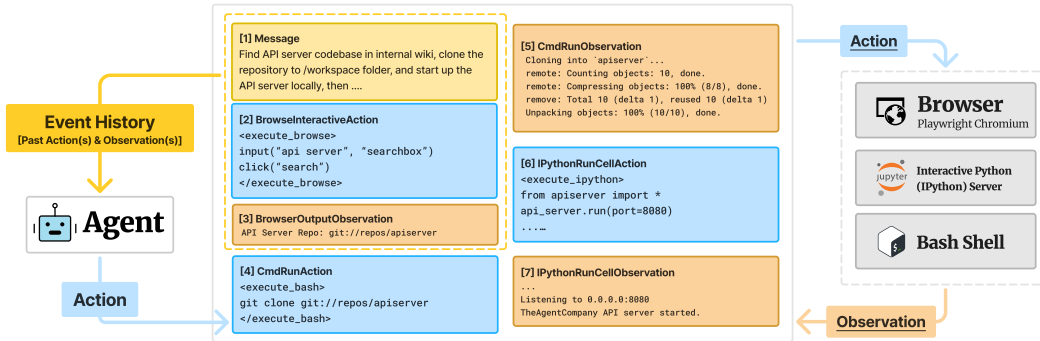 Event History
[Past Action(s) & Observation(s)]
Agent
Action
[1] Message
Find API server codebase in internal wiki, clone the
repository to /workspace folder, and start up the
API server locally, then ....
[2] BrowseInteractiveAction
<execute_browse>
input(“api server”, “searchbox”)
click(“search”)
</execute_browse>
[3] BrowserOutputObservation
API Server Repo: git://repos/apiserver
[4] CmdRunAction
<execute_bash>
git clone git://repos/apiserver
</execute_bash>
[5] CmdRunObservation
Cloning into `apiserver`...
remote: Counting objects: 10, done.
remote: Compressing objects: 100% (8/8), done.
remove: Total 10 (delta 1), reused 10 (delta 1)
Unpacking objects: 100% (10/10), done.
[6] IPythonRunCellAction
<execute_ipython>
from apiserver import *
api_server.run(port=8080)
...…
[7] IPythonRunCellObservation
...
Listening to 0.0.0.0:8080
TheAgentCompany API server started.
Action
Browser
Playwright Chromium
jupyter
Interactive Python
(IPython) Server
$_
Bash Shell
Observation